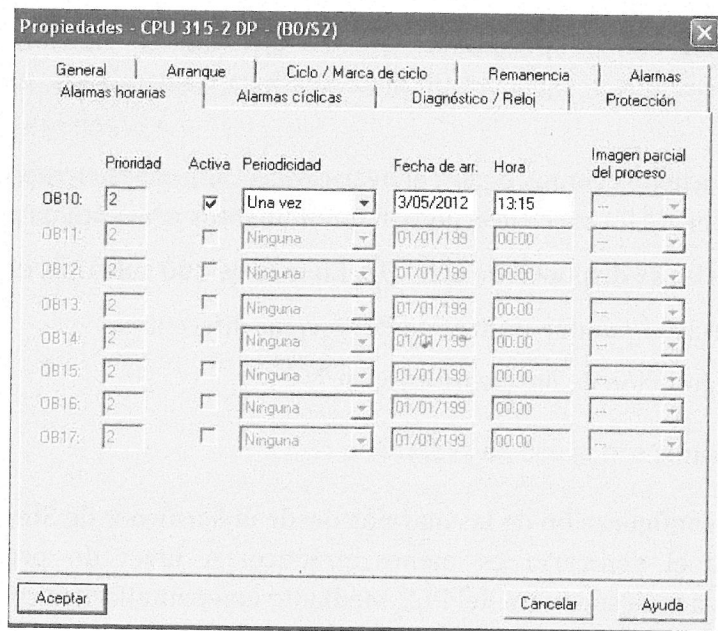 Propiedades - CPU 315-2 DP - (B0/S2)
General Arranque Ciclo / Marca de ciclo Remanencia Alarmas
Alarmas horarias Alarmas cíclicas Diagnóstico / Reloj Protección
Prioridad Activa Periodicidad Fecha de arr. Hora Imagen parcial
del proceso
OB10: 2 Una vez 3/05/2012 13:15 ---
OB11: 2 Ninguna 01/01/199 00:00 ---
OB12: 2 Ninguna 01/01/199 00:00 ---
OB13: 2 Ninguna 01/01/199 00:00 ---
OB14: 2 Ninguna 01/01/199 00:00 ---
OB15: 2 Ninguna 01/01/199 00:00 ---
OB16: 2 Ninguna 01/01/199 00:00 ---
OB17: 2 Ninguna 01/01/199 00:00 ---
Aceptar Cancelar Ayuda